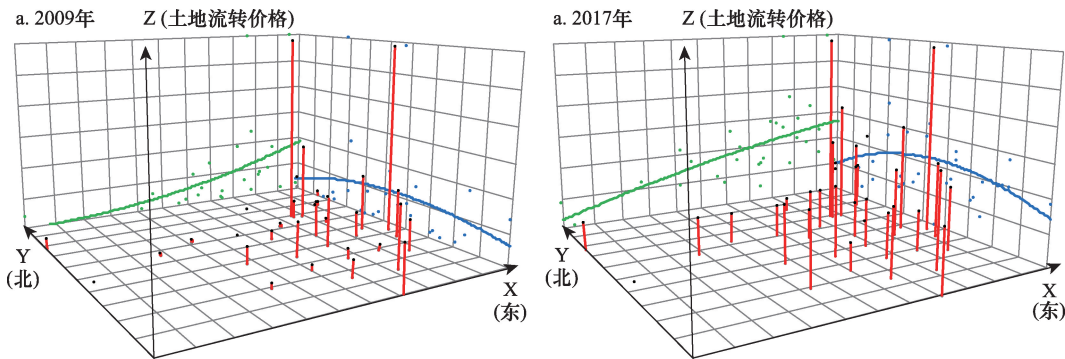 a. 2009年
Z (土地流转价格)
Y
(北)
X
(东)
a. 2017年
Z (土地流转价格)
Y
(北)
X
(东)